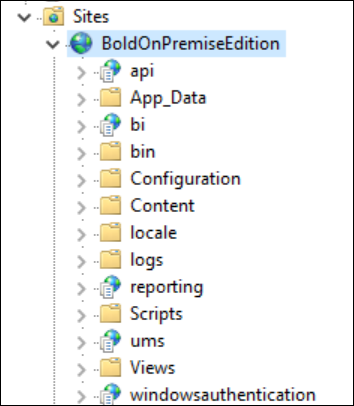 Sites
BoldOnPremiseEdition
api
App_Data
bi
bin
Configuration
Content
locale
logs
reporting
Scripts
ums
Views
windowsauthentication